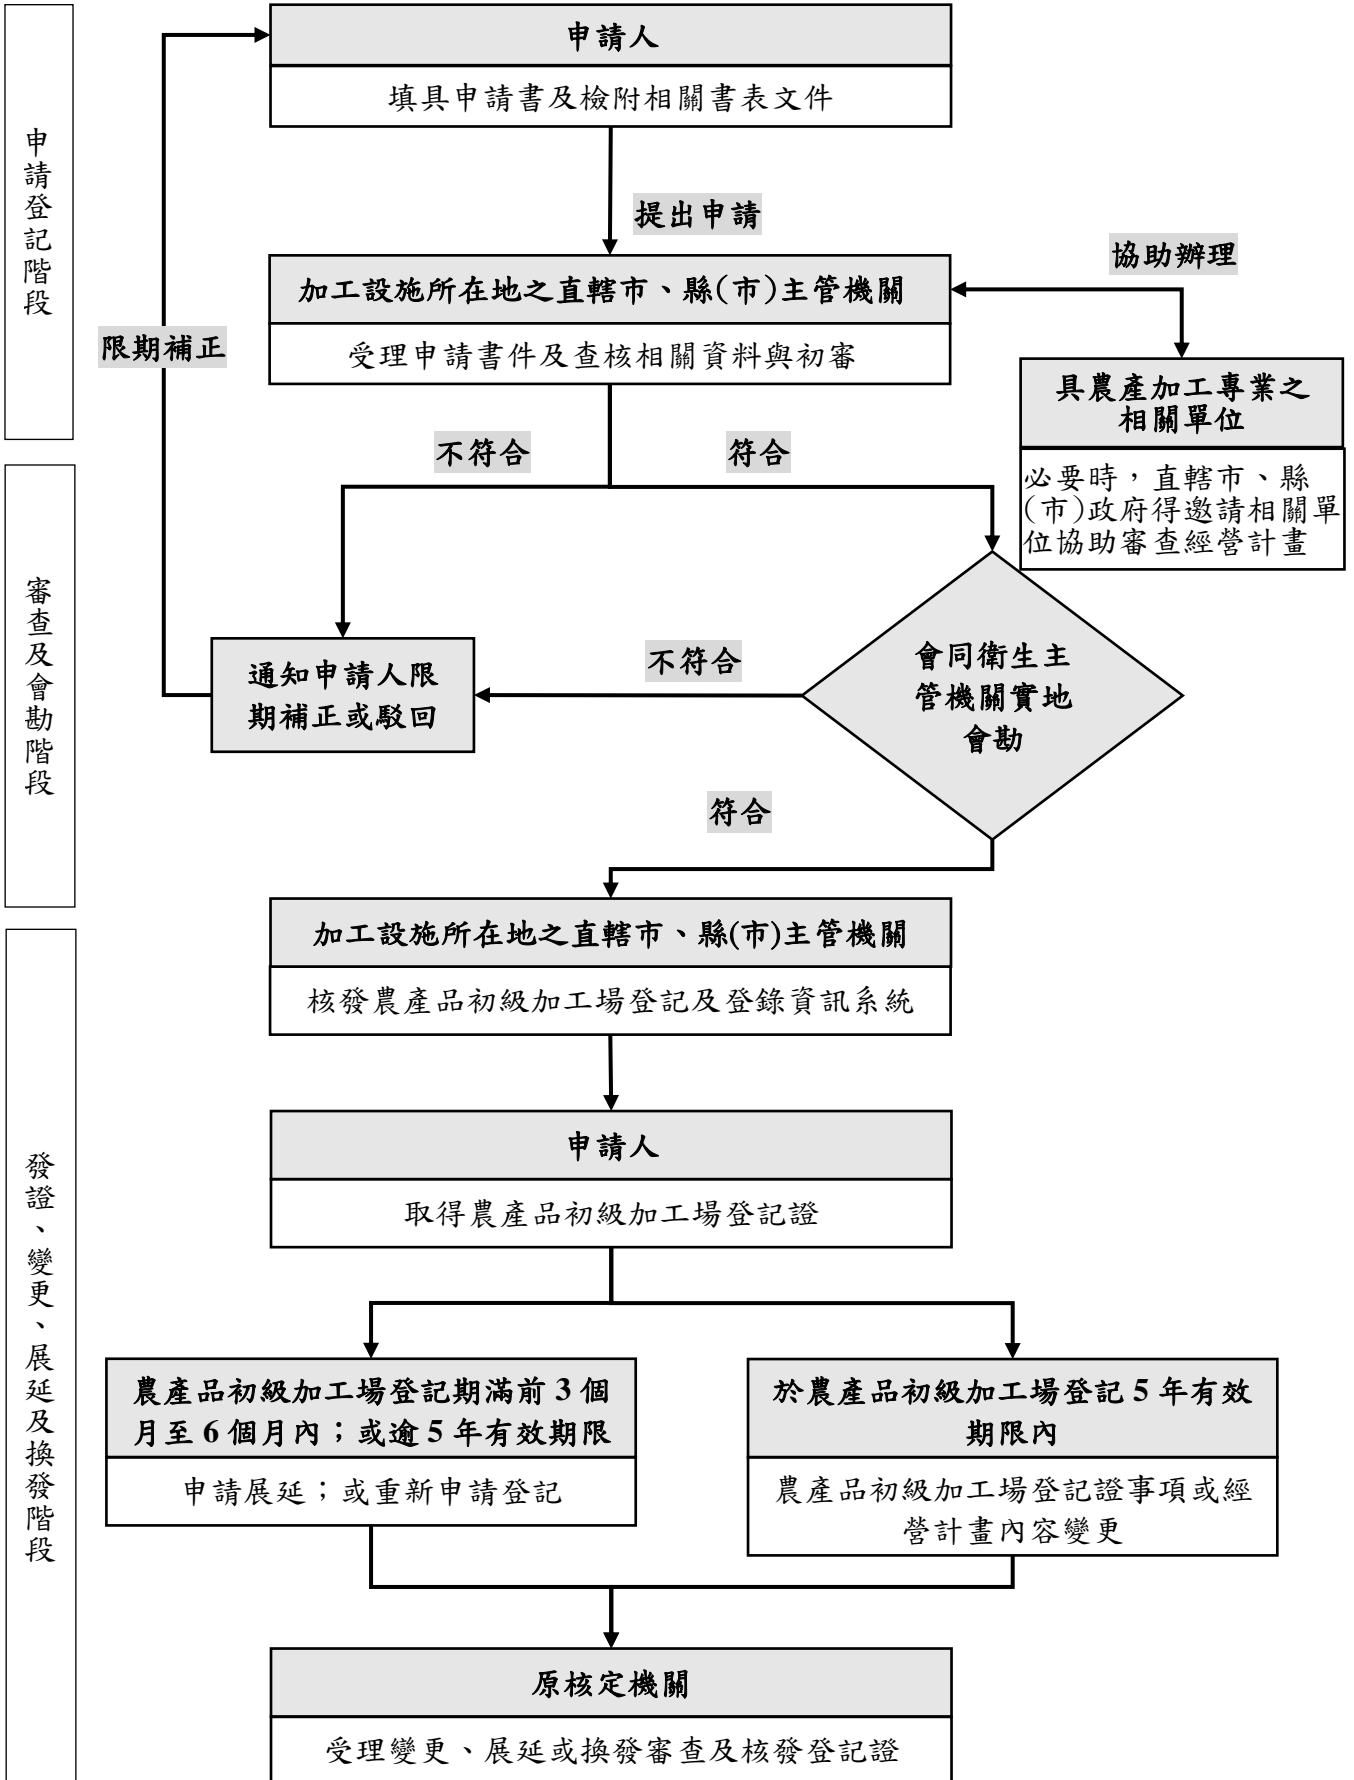 申請登記階段
申請人
填具申請書及檢附相關書表文件
提出申請
協助辦理
加工設施所在地之直轄市、縣(市)主管機關
受理申請書件及查核相關資料與初審
限期補正
具農產加工專業之
相關單位
必要時，直轄市、縣
(市)政府得邀請相關單
位協助審查經營計畫
不符合
符合
審查及會勘階段
會同衛生主
管機關實地
會勘
不符合
通知申請人限
期補正或駁回
符合
加工設施所在地之直轄市、縣(市)主管機關
核發農產品初級加工場登記及登錄資訊系統
發證、變更、展延及換發階段
申請人
取得農產品初級加工場登記證
農產品初級加工場登記期滿前 3 個
月至 6 個月內；或逾 5 年有效期限
申請展延；或重新申請登記
於農產品初級加工場登記 5 年有效
期限內
農產品初級加工場登記證事項或經
營計畫內容變更
原核定機關
受理變更、展延或換發審查及核發登記證